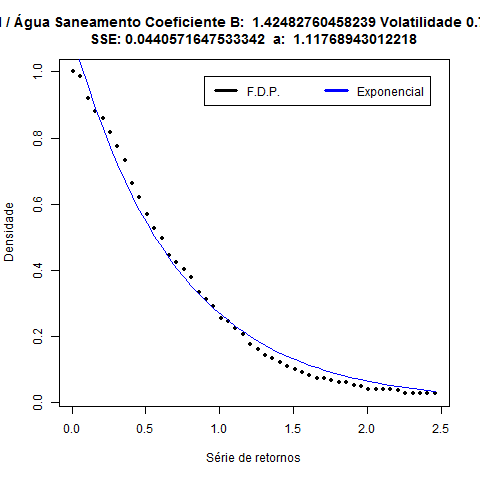 / Água Saneamento Coeficiente B: 1.42482760458239 Volatilidade 0.
SSE: 0.0440571647533342 a: 1.11768943012218
F.D.P. Exponencial
1.0
0.8
0.6
0.4
0.2
0.0
Densidade
0.0 0.5 1.0 1.5 2.0 2.5
Série de retornos